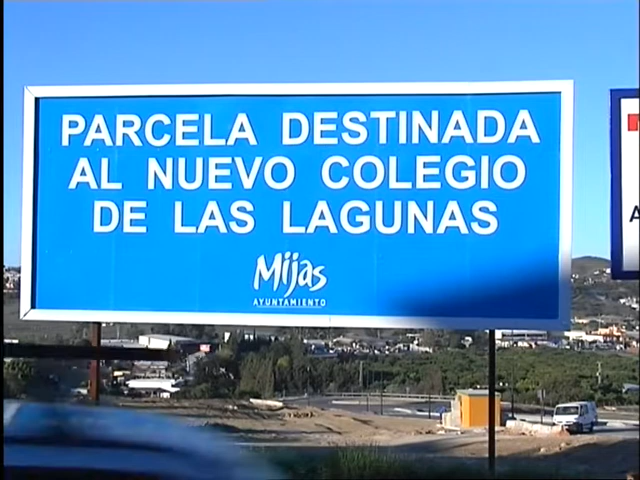 PARCELA DESTINADA
AL NUEVO COLEGIO
DE LAS LAGUNAS
Mijas
AYUNTAMIENTO